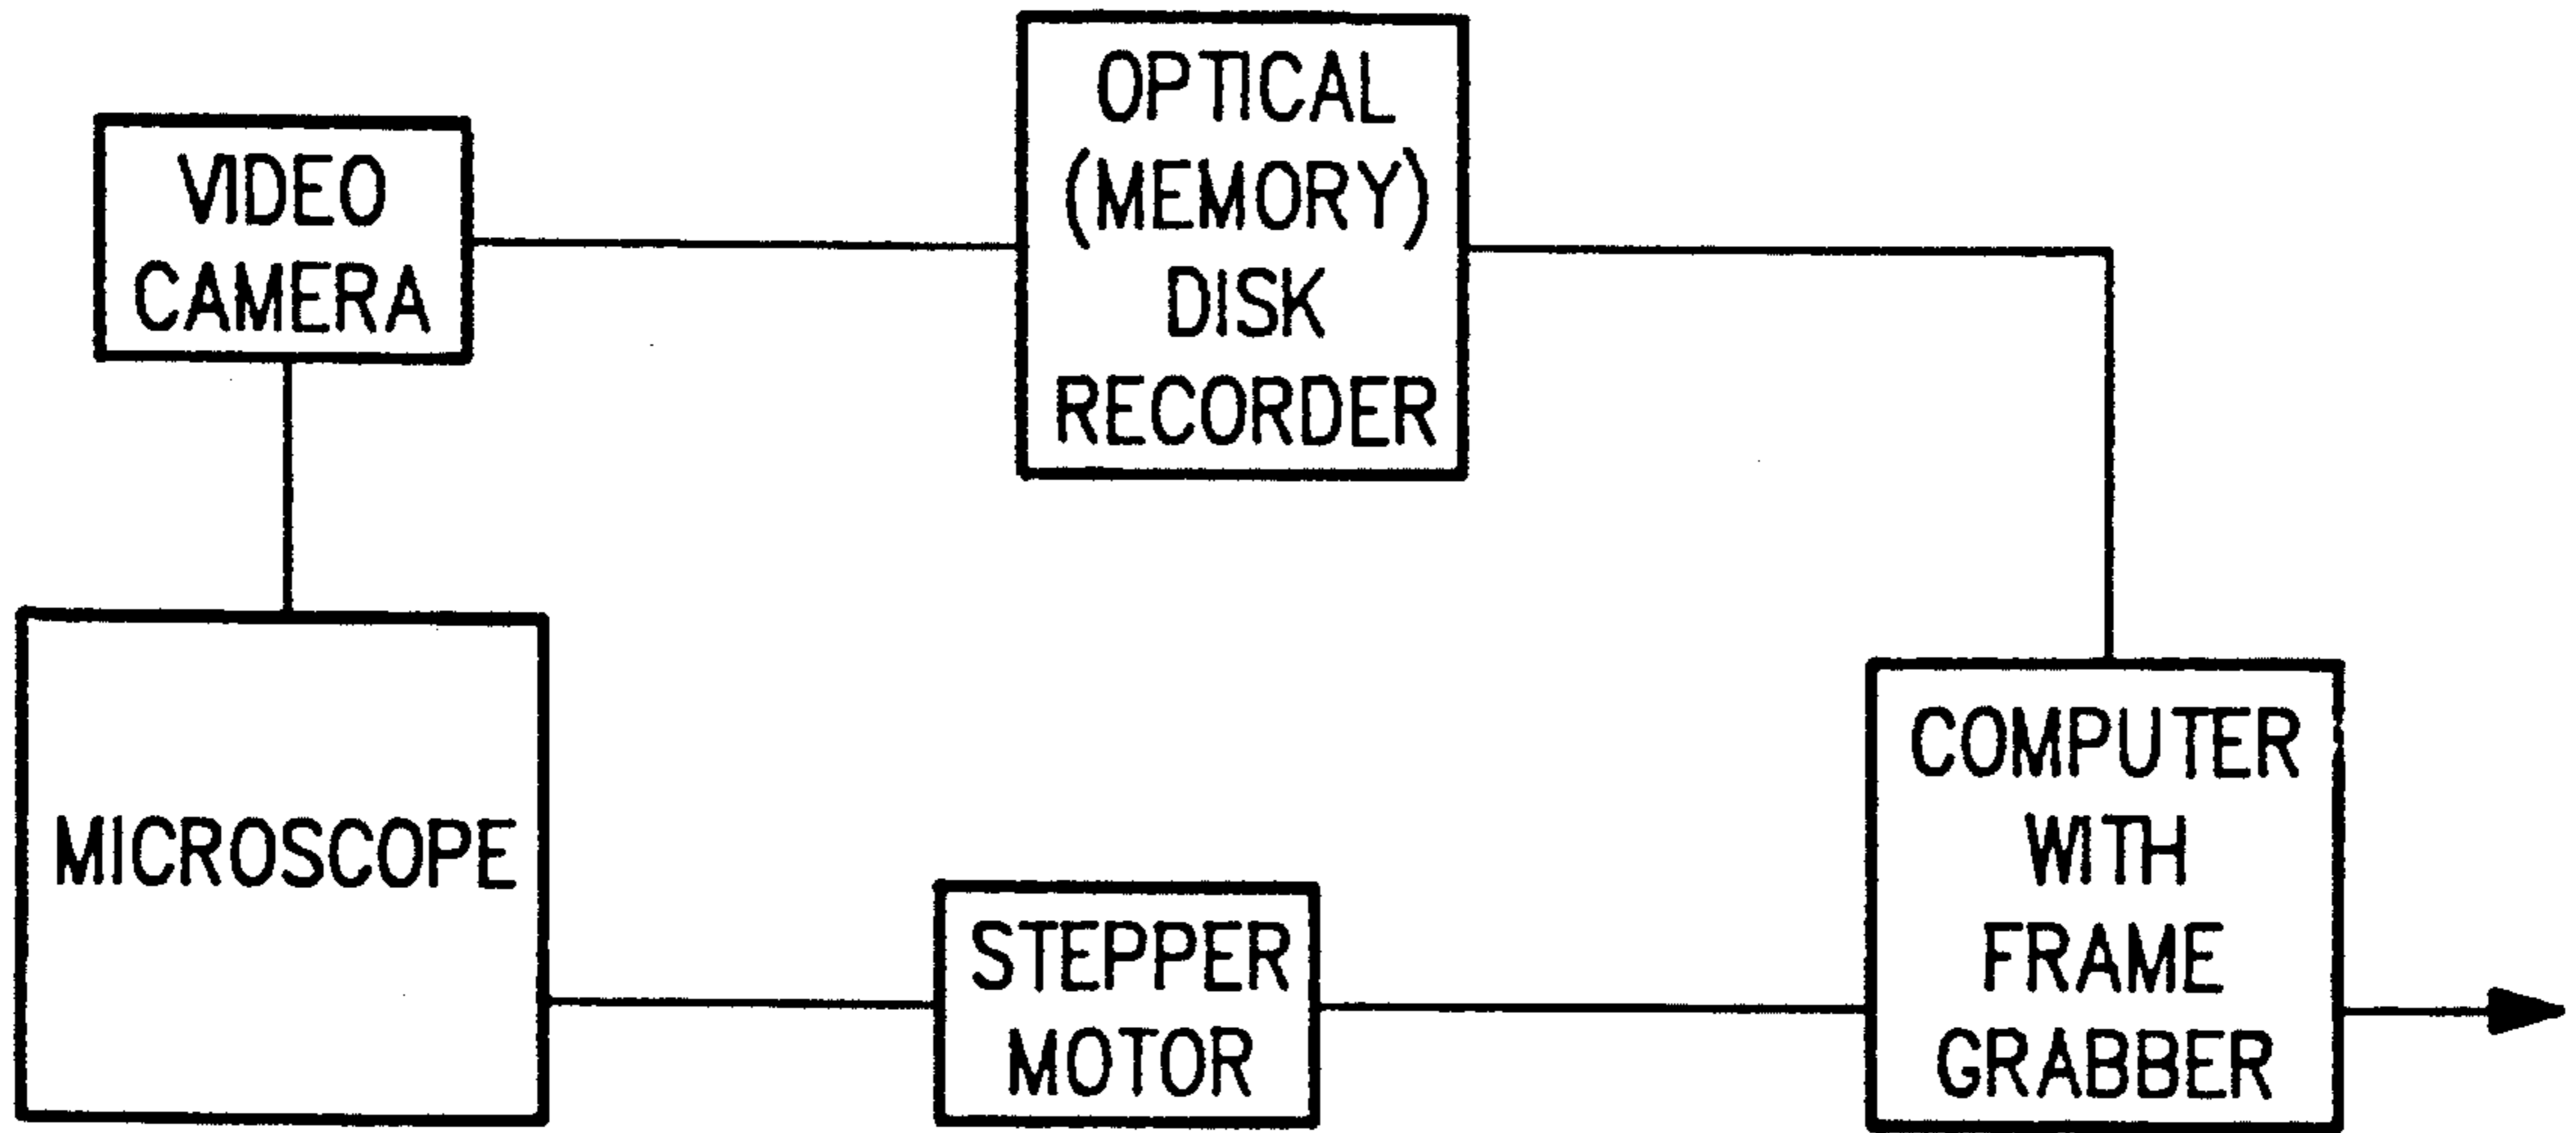 VIDEO
CAMERA
OPTICAL
(MEMORY)
DISK
RECORDER
MICROSCOPE
STEPPER
MOTOR
COMPUTER
WITH
FRAME
GRABBER